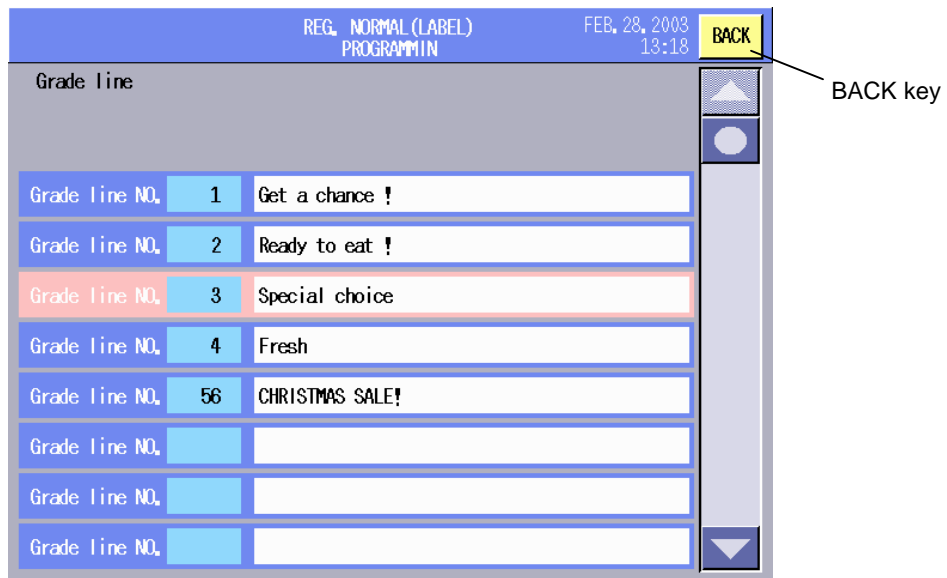 REG. NORMAL(LABEL)
PROGRAMMIN
FEB. 28. 2003
13:18
BACK
BACK key
Grade line
Grade line NO. 1 Get a chance !
Grade line NO. 2 Ready to eat !
Grade line NO. 3 Special choice
Grade line NO. 4 Fresh
Grade line NO. 56 CHRISTMAS SALE!
Grade line NO.
Grade line NO.
Grade line NO.